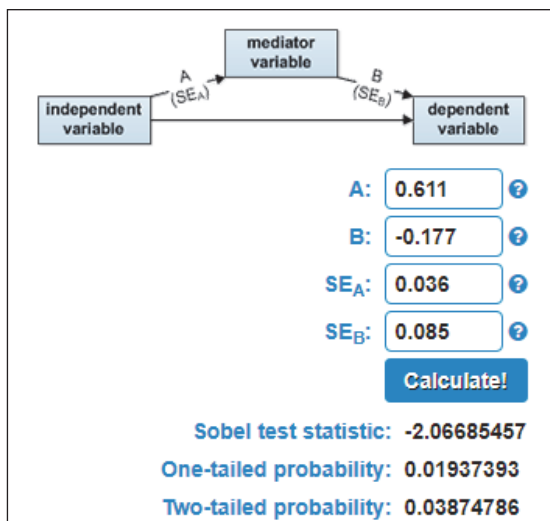 mediator
variable
A
(SEA)
B
(SEB)
independent
variable
dependent
variable
A: 0.611 ?
B: -0.177 ?
SEA: 0.036 ?
SEB: 0.085 ?
Calculate!
Sobel test statistic: -2.06685457
One-tailed probability: 0.01937393
Two-tailed probability: 0.03874786